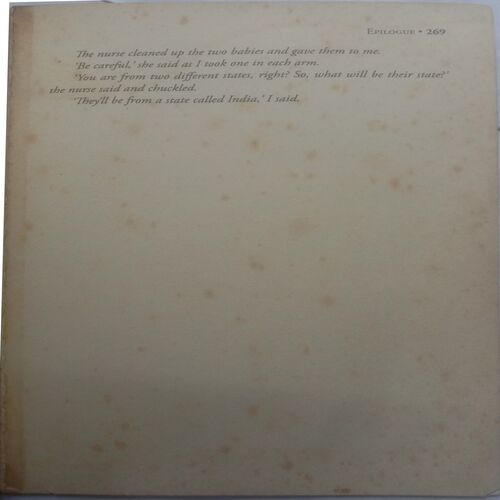 EPILOGUE • 269
The nurse cleaned up the two babies and gave them to me.
'Be careful,' she said as I took one in each arm.
'You are from two different states, right? So, what will be their state?'
the nurse said and chuckled.
'They'll be from a state called India,' I said.